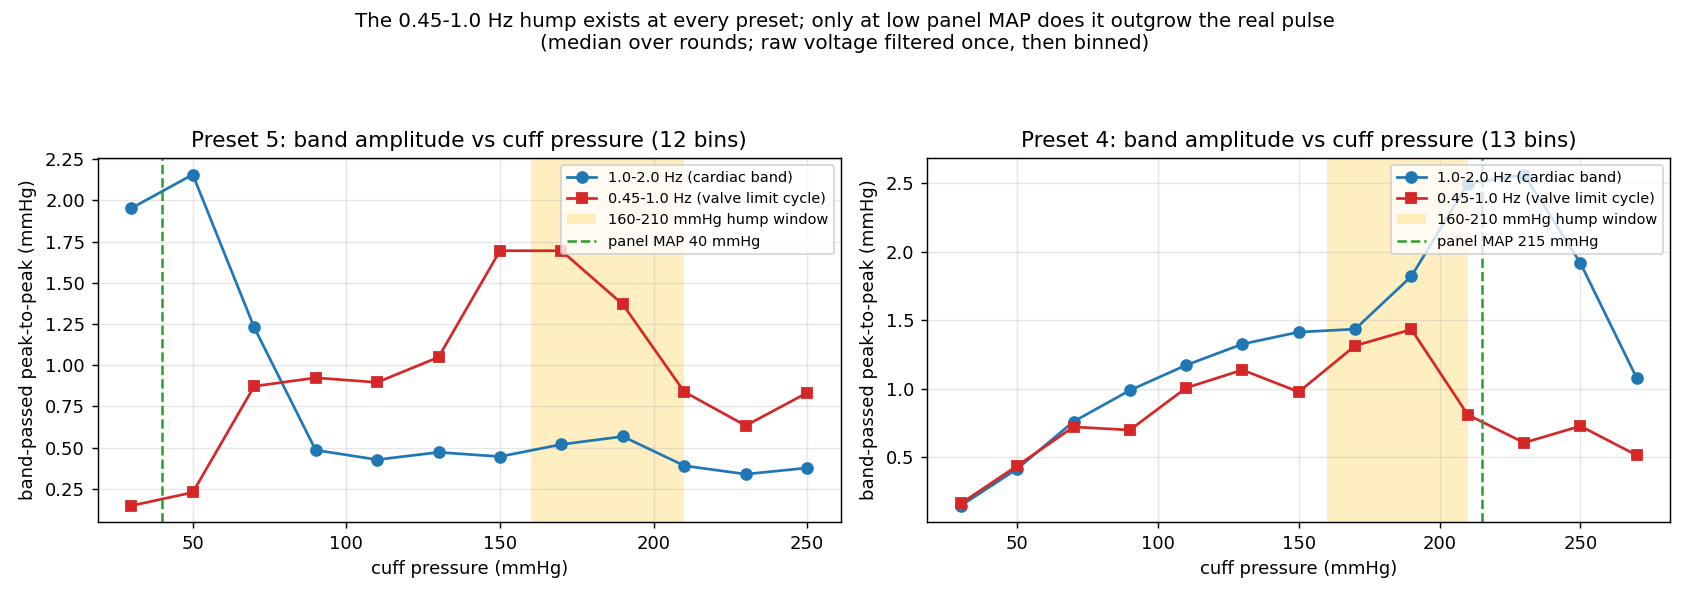 The 0.45-1.0 Hz hump exists at every preset; only at low panel MAP does it outgrow the real pulse
(median over rounds; raw voltage filtered once, then binned)
Preset 5: band amplitude vs cuff pressure (12 bins)
band-passed peak-to-peak (mmHg)
2.25
2.00
1.75
1.50
1.25
1.00
0.75
0.50
0.25
1.0-2.0 Hz (cardiac band)
0.45-1.0 Hz (valve limit cycle)
160-210 mmHg hump window
panel MAP 40 mmHg
50
100
150
200
250
cuff pressure (mmHg)
Preset 4: band amplitude vs cuff pressure (13 bins)
band-passed peak-to-peak (mmHg)
2.5
2.0
1.5
1.0
0.5
1.0-2.0 Hz (cardiac band)
0.45-1.0 Hz (valve limit cycle)
160-210 mmHg hump window
panel MAP 215 mmHg
50
100
150
200
250
cuff pressure (mmHg)